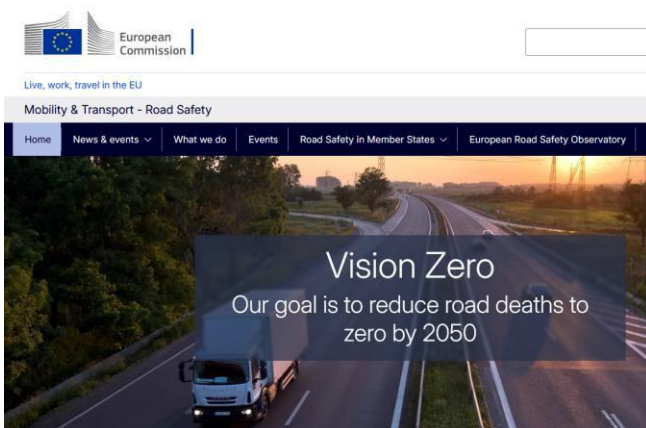 European
Commission
Live, work, travel in the EU
Mobility & Transport - Road Safety
Home News & events What we do Events Road Safety in Member States European Road Safety Observatory
Vision Zero
Our goal is to reduce road deaths to
zero by 2050